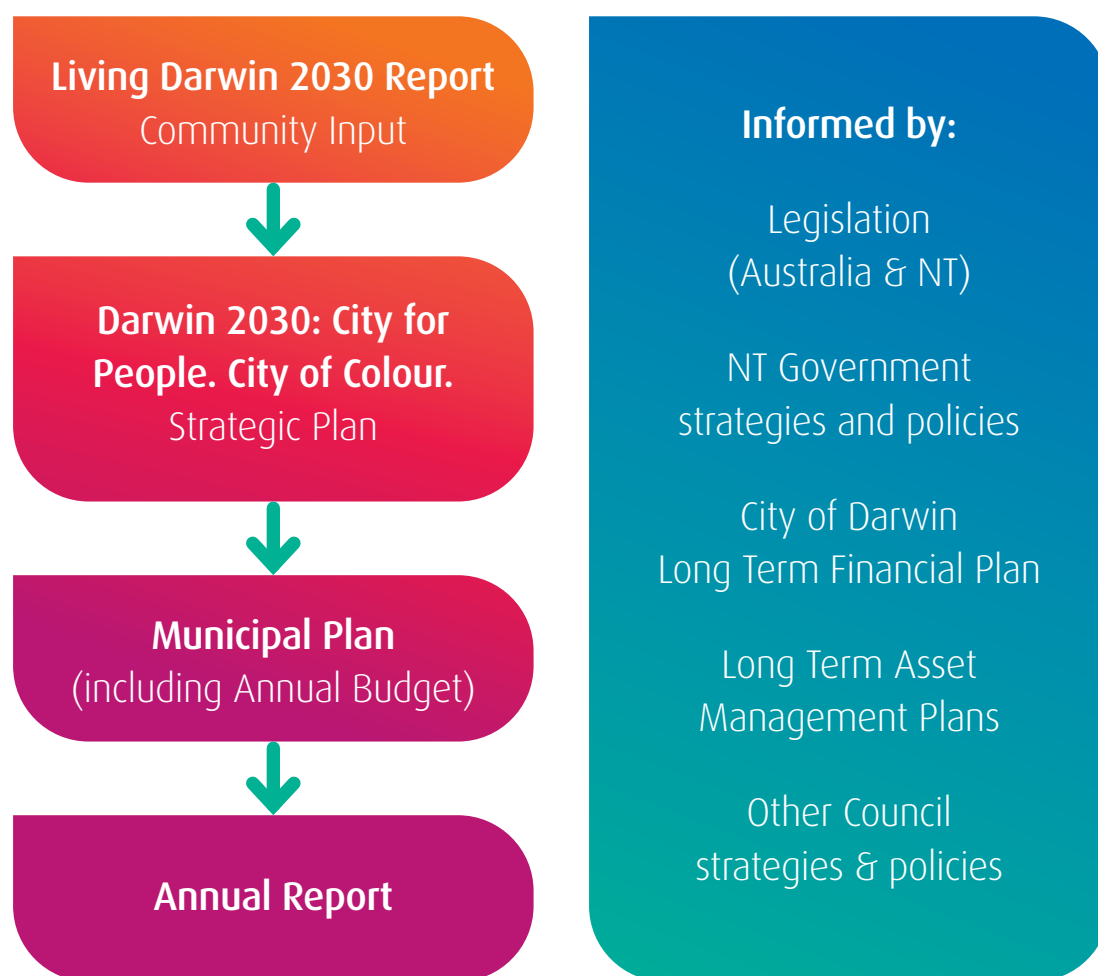 Living Darwin 2030 Report
Community Input
Darwin 2030: City for
People. City of Colour.
Strategic Plan
Municipal Plan
(including Annual Budget)
Annual Report
Informed by:
Legislation
(Australia & NT)
NT Government
strategies and policies
City of Darwin
Long Term Financial Plan
Long Term Asset
Management Plans
Other Council
strategies & policies